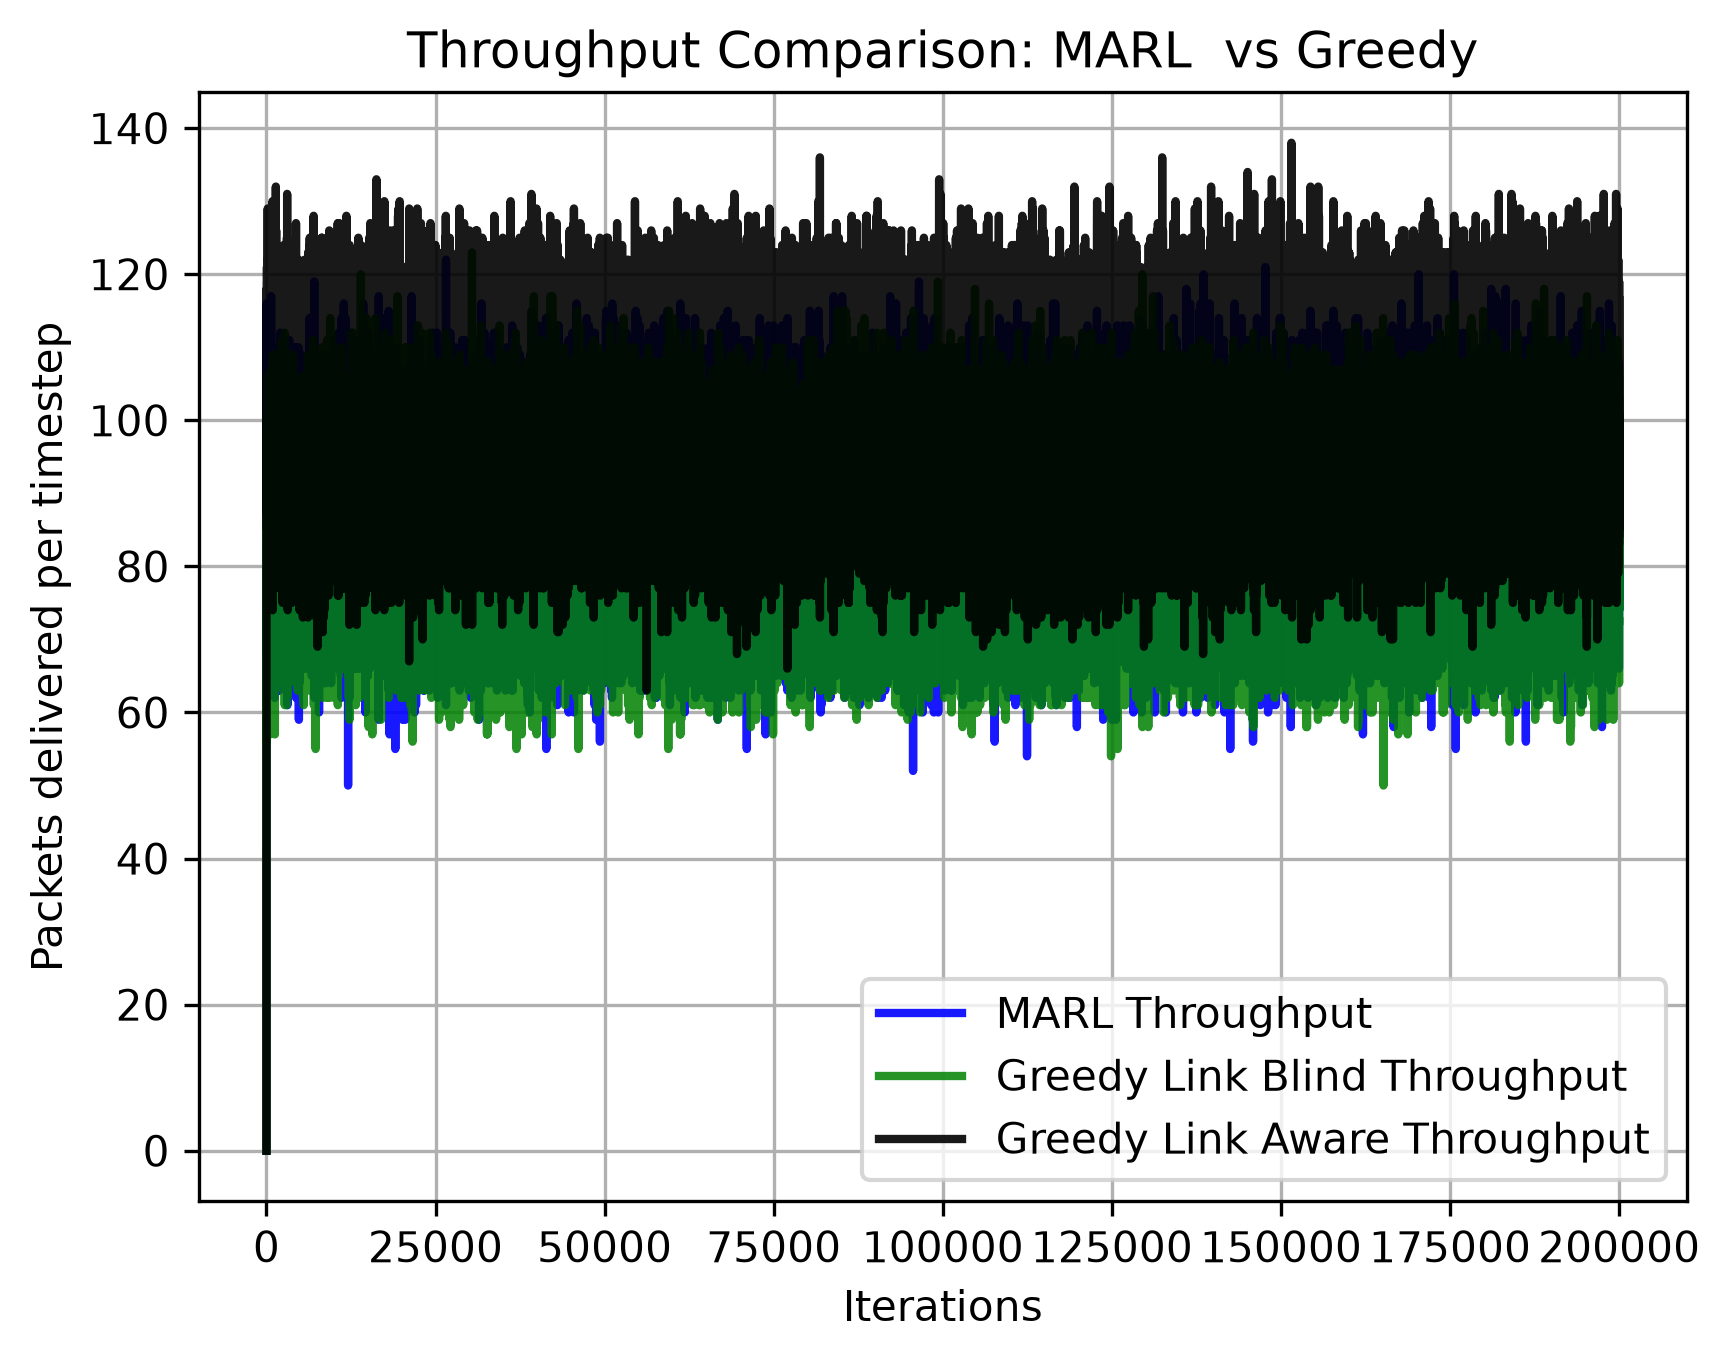 Throughput Comparison: MARL  vs Greedy
Packets delivered per timestep
140
120
100
80
60
40
20
0
MARL Throughput
Greedy Link Blind Throughput
Greedy Link Aware Throughput
0 25000 50000 75000 100000 125000 150000 175000 200000
Iterations